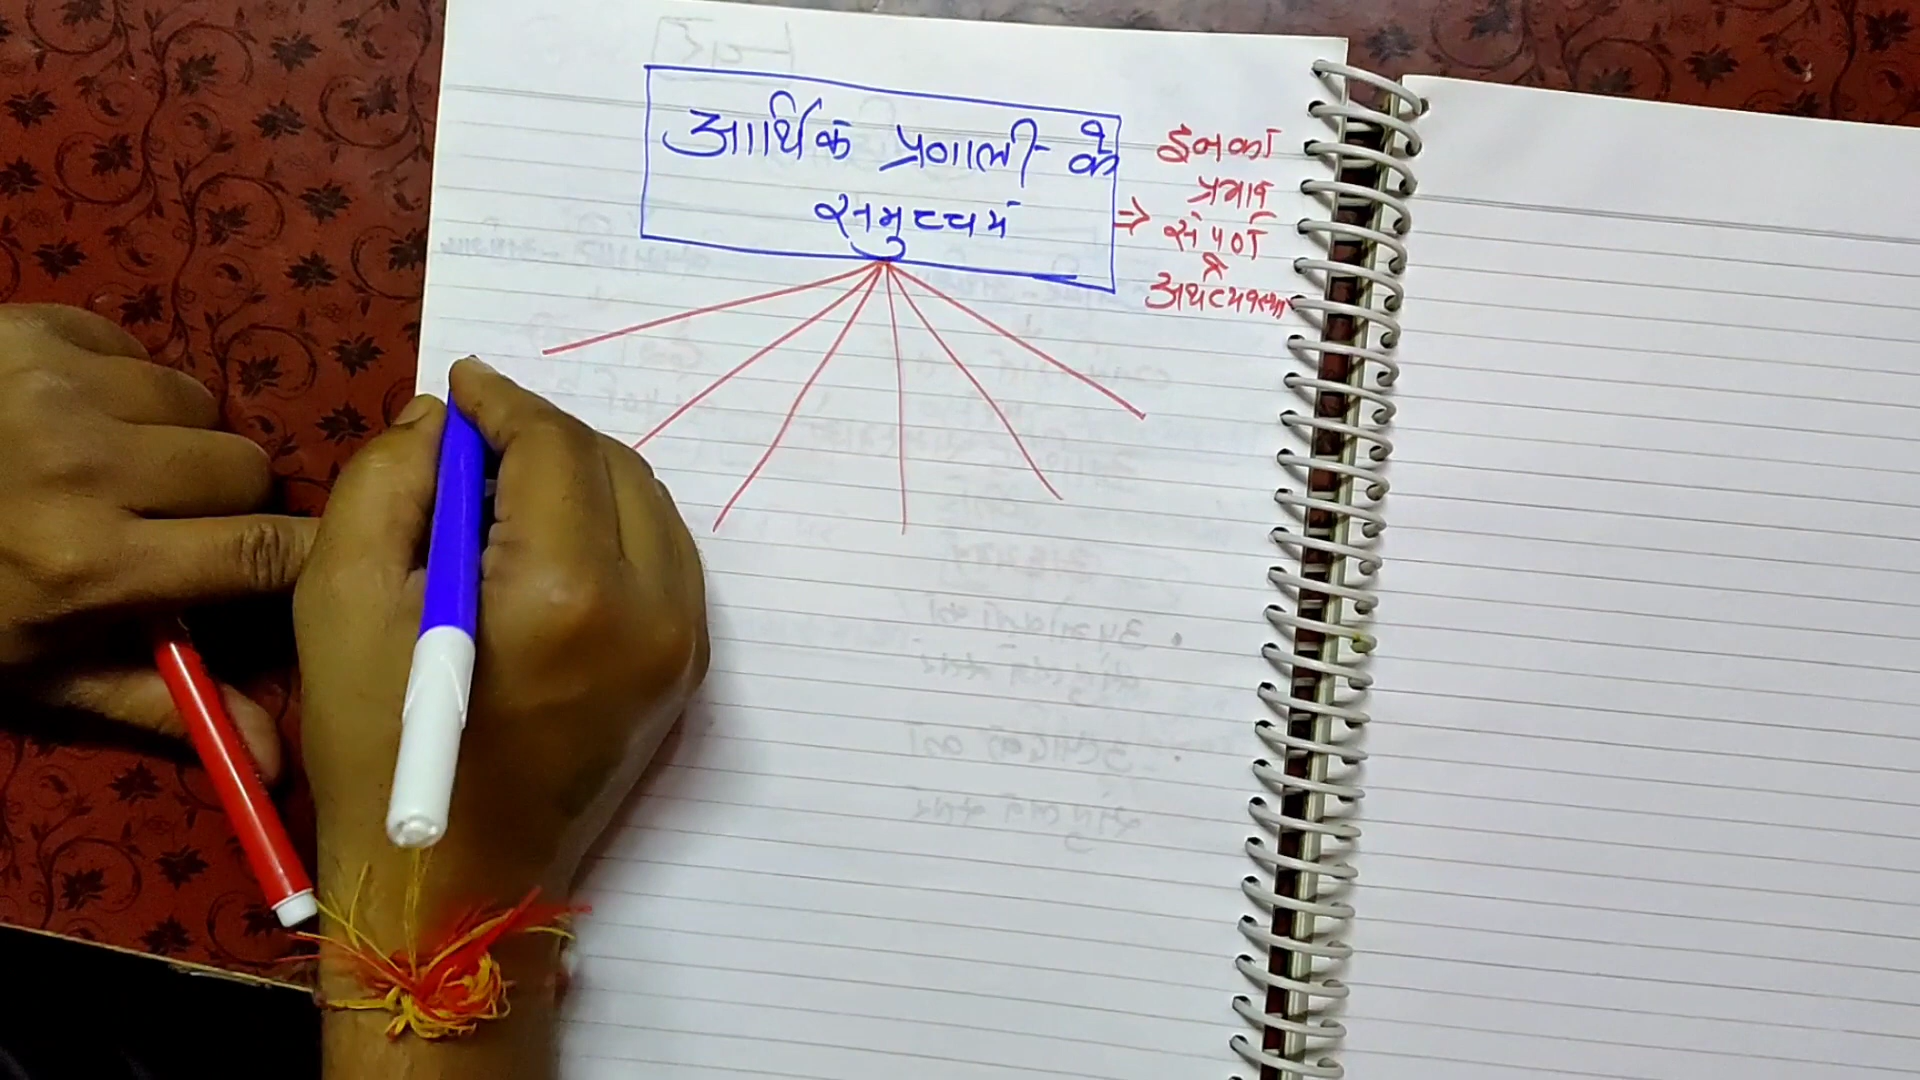 आर्थिक प्रणाली के
समुच्चय
⇒ इनका
प्रभाव
संपूर्ण
अर्थव्यवस्था